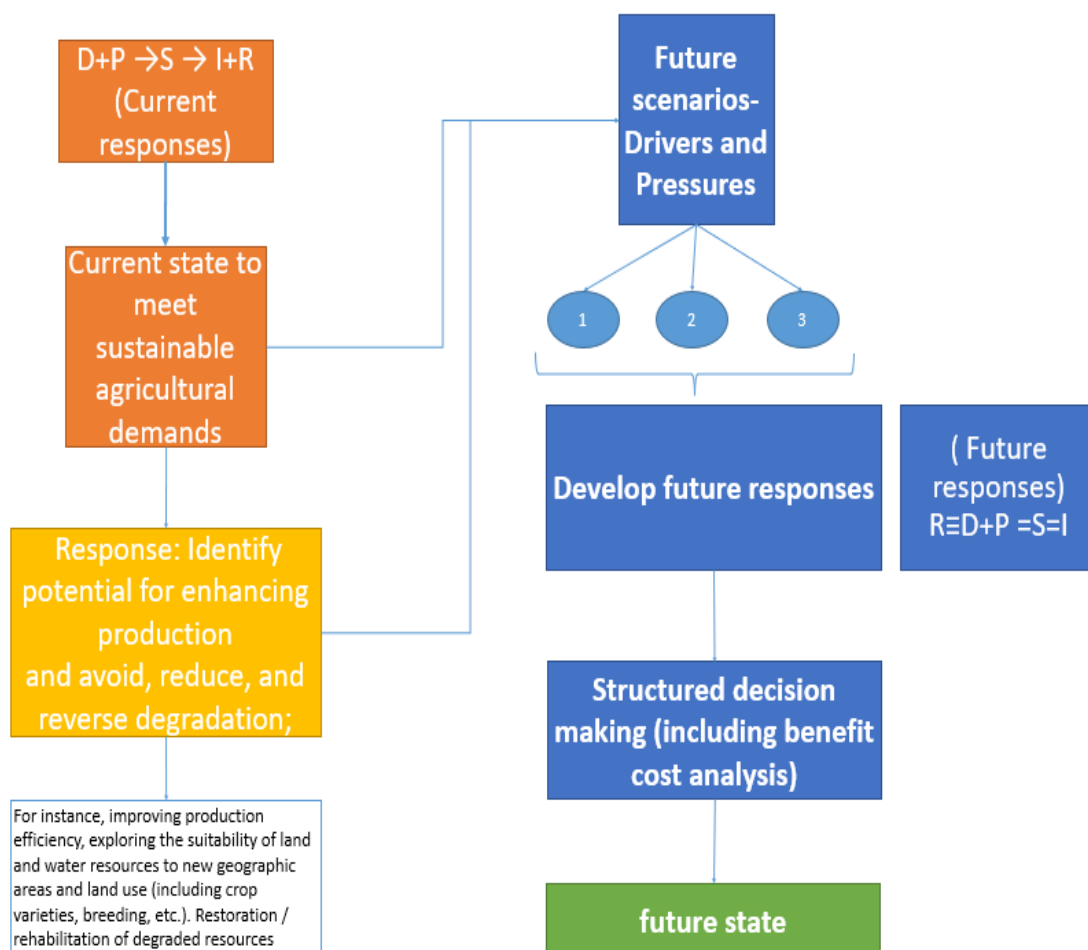 D+P →S → I+R
(Current
responses)
Current state to
meet
sustainable
agricultural
demands
Response: Identify
potential for enhancing
production
and avoid, reduce, and
reverse degradation;
For instance, improving production
efficiency, exploring the suitability of land
and water resources to new geographic
areas and land use (including crop
varieties, breeding, etc.). Restoration /
rehabilitation of degraded resources
Future
scenarios-
Drivers and
Pressures
1
2
3
Develop future responses
( Future
responses)
R≡D+P =S=I
Structured decision
making (including benefit
cost analysis)
future state